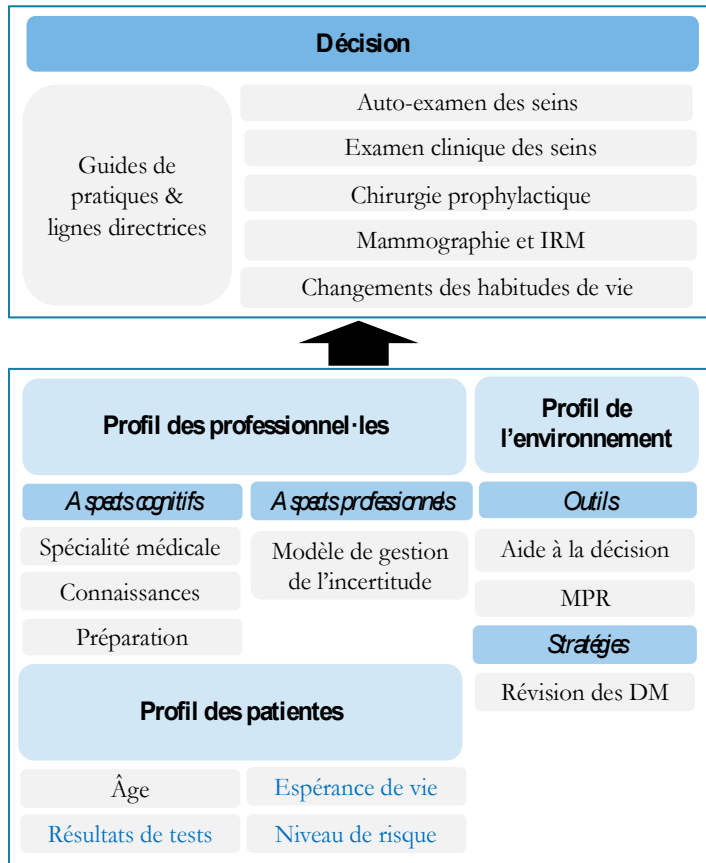 Décision
Guides de
pratiques &
lignes directrices
Auto-examen des seins
Examen clinique des seins
Chirurgie prophylactique
Mammographie et IRM
Changements des habitudes de vie
Profil des professionnel·les
Profil de
l'environnement
Aspects cognitifs
Aspects professionnels
Outils
Spécialité médicale
Modèle de gestion
de l'incertitude
Aide à la décision
Connaissances
MPR
Préparation
Stratégies
Profil des patientes
Révision des DM
Âge
Espérance de vie
Résultats de tests
Niveau de risque